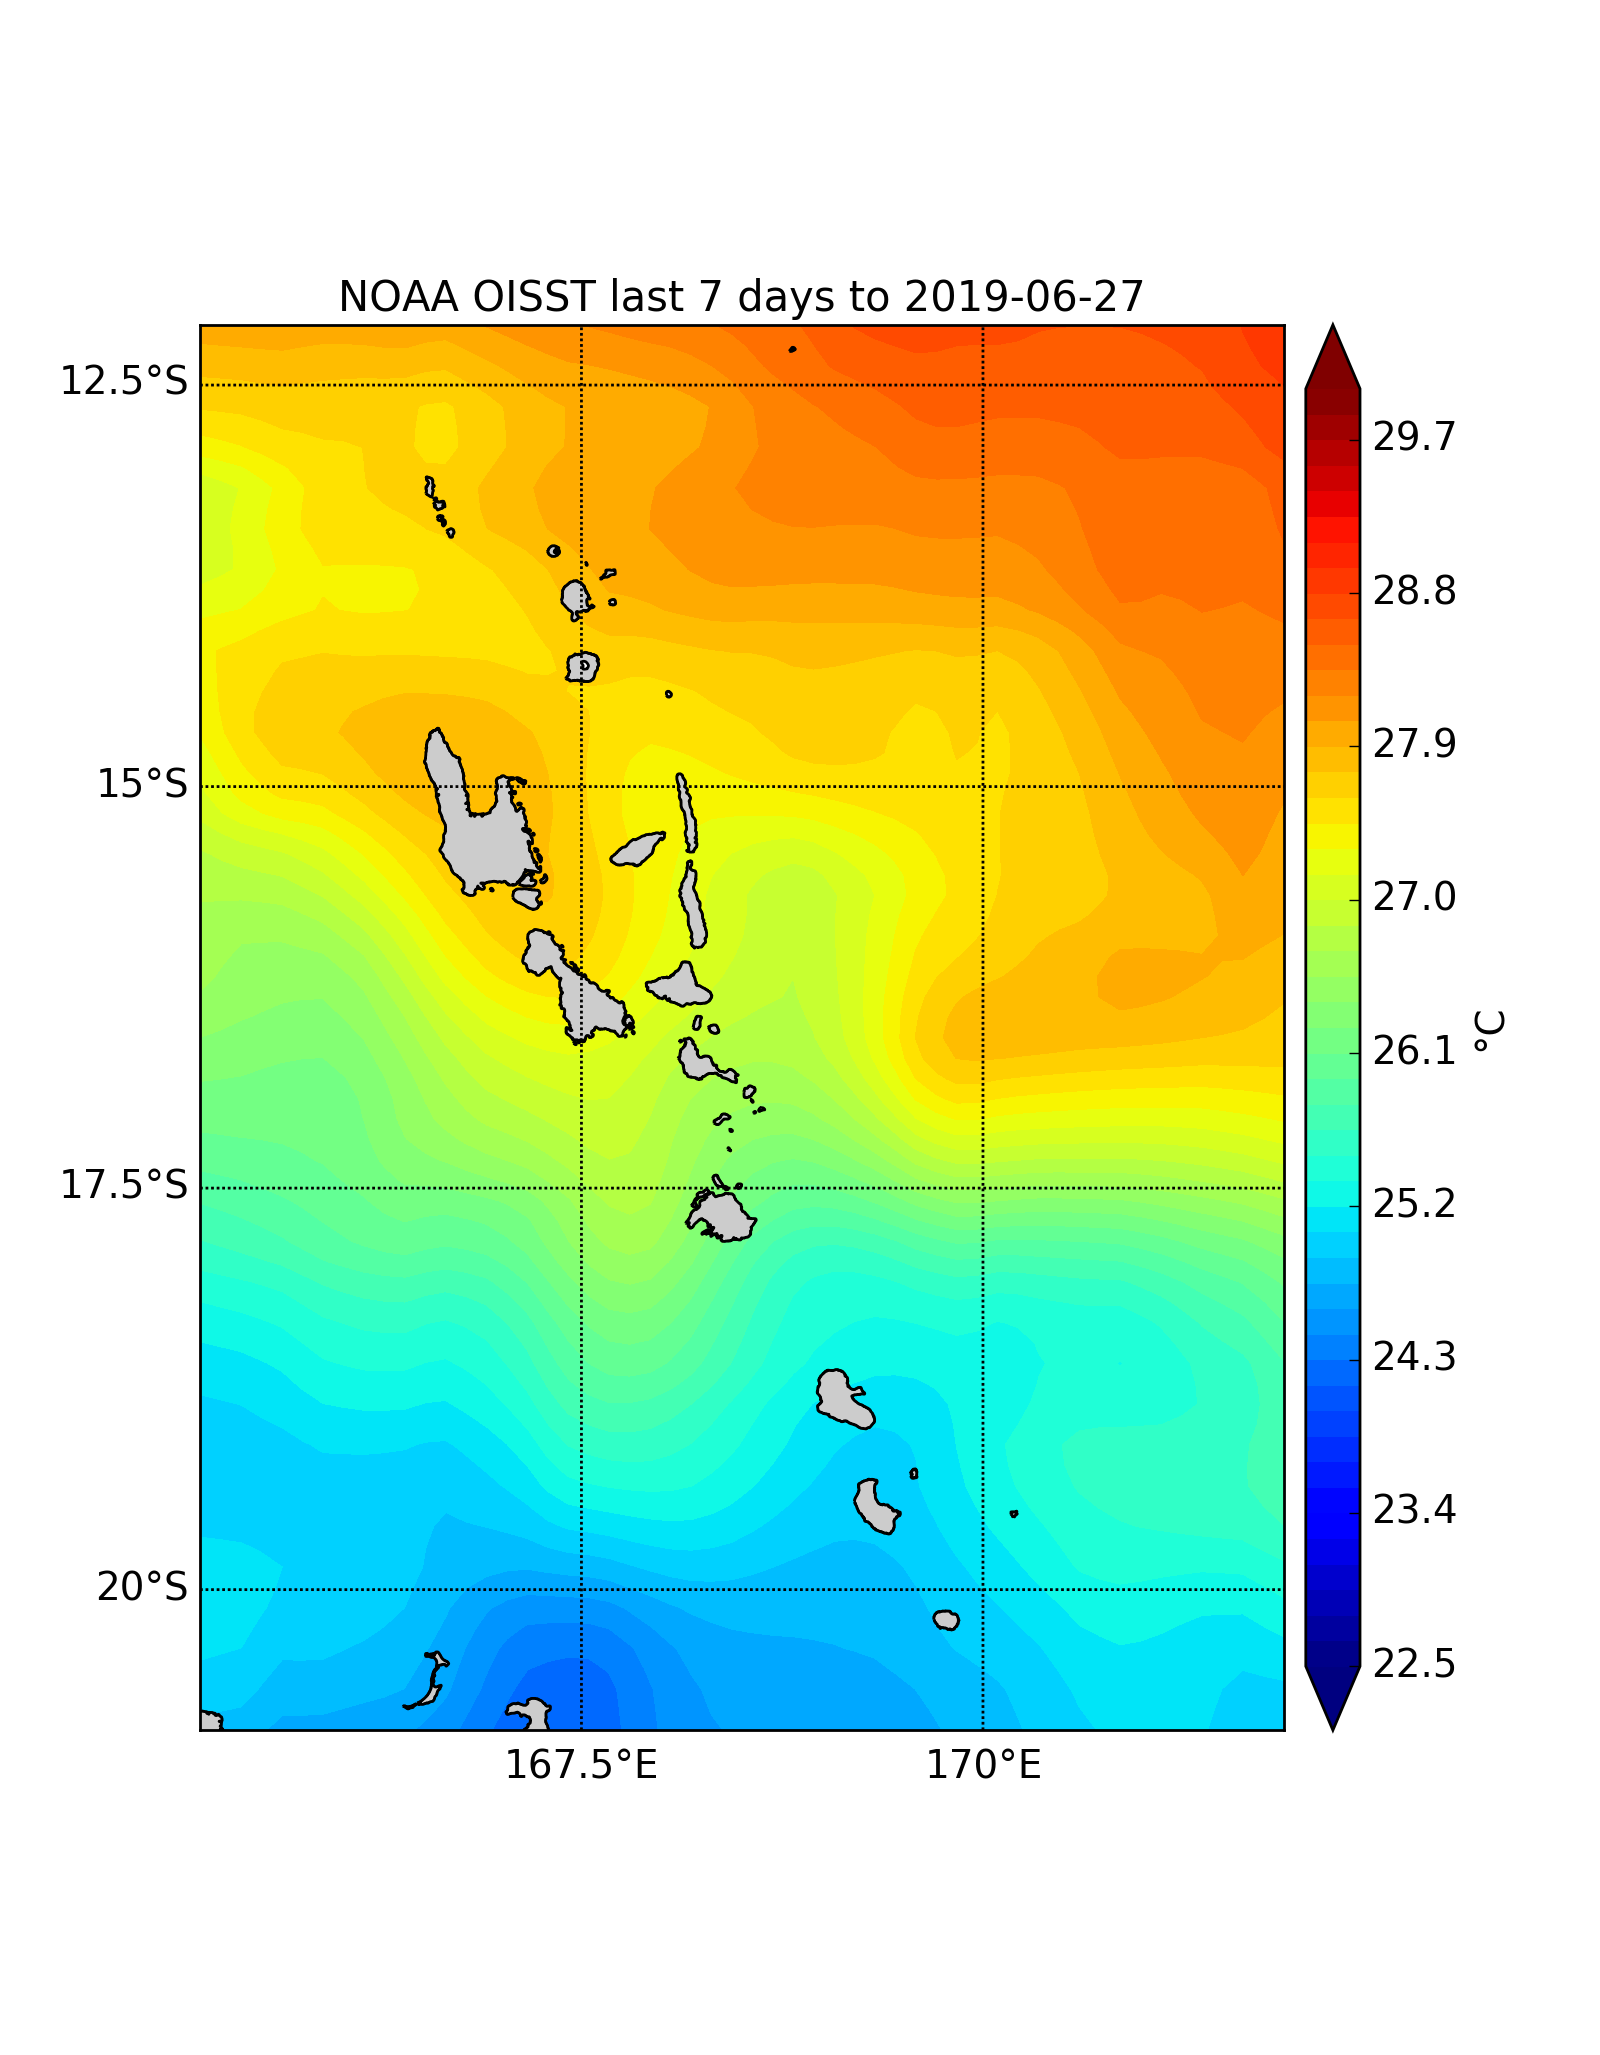 NOAA OISST last 7 days to 2019-06-27
12.5°S
15°S
17.5°S
20°S
167.5°E
170°E
29.7
28.8
27.9
27.0
26.1
25.2
24.3
23.4
22.5
°C